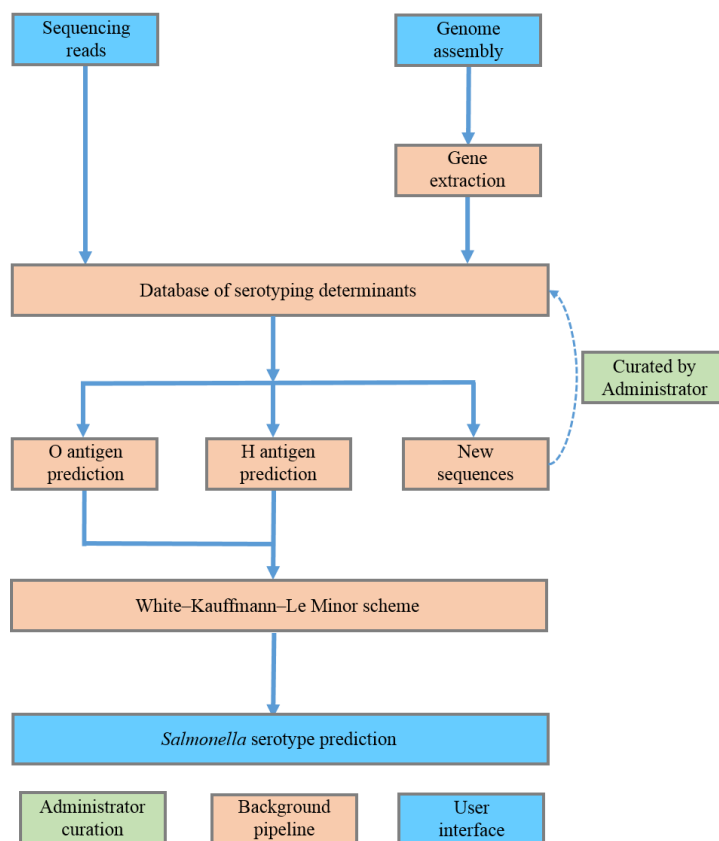 Sequencing
reads
Genome
assembly
Gene
extraction
Database of serotyping determinants
Curated by
Administrator
O antigen
prediction
H antigen
prediction
New
sequences
White–Kauffmann–Le Minor scheme
Salmonella serotype prediction
Administrator
curation
Background
pipeline
User
interface